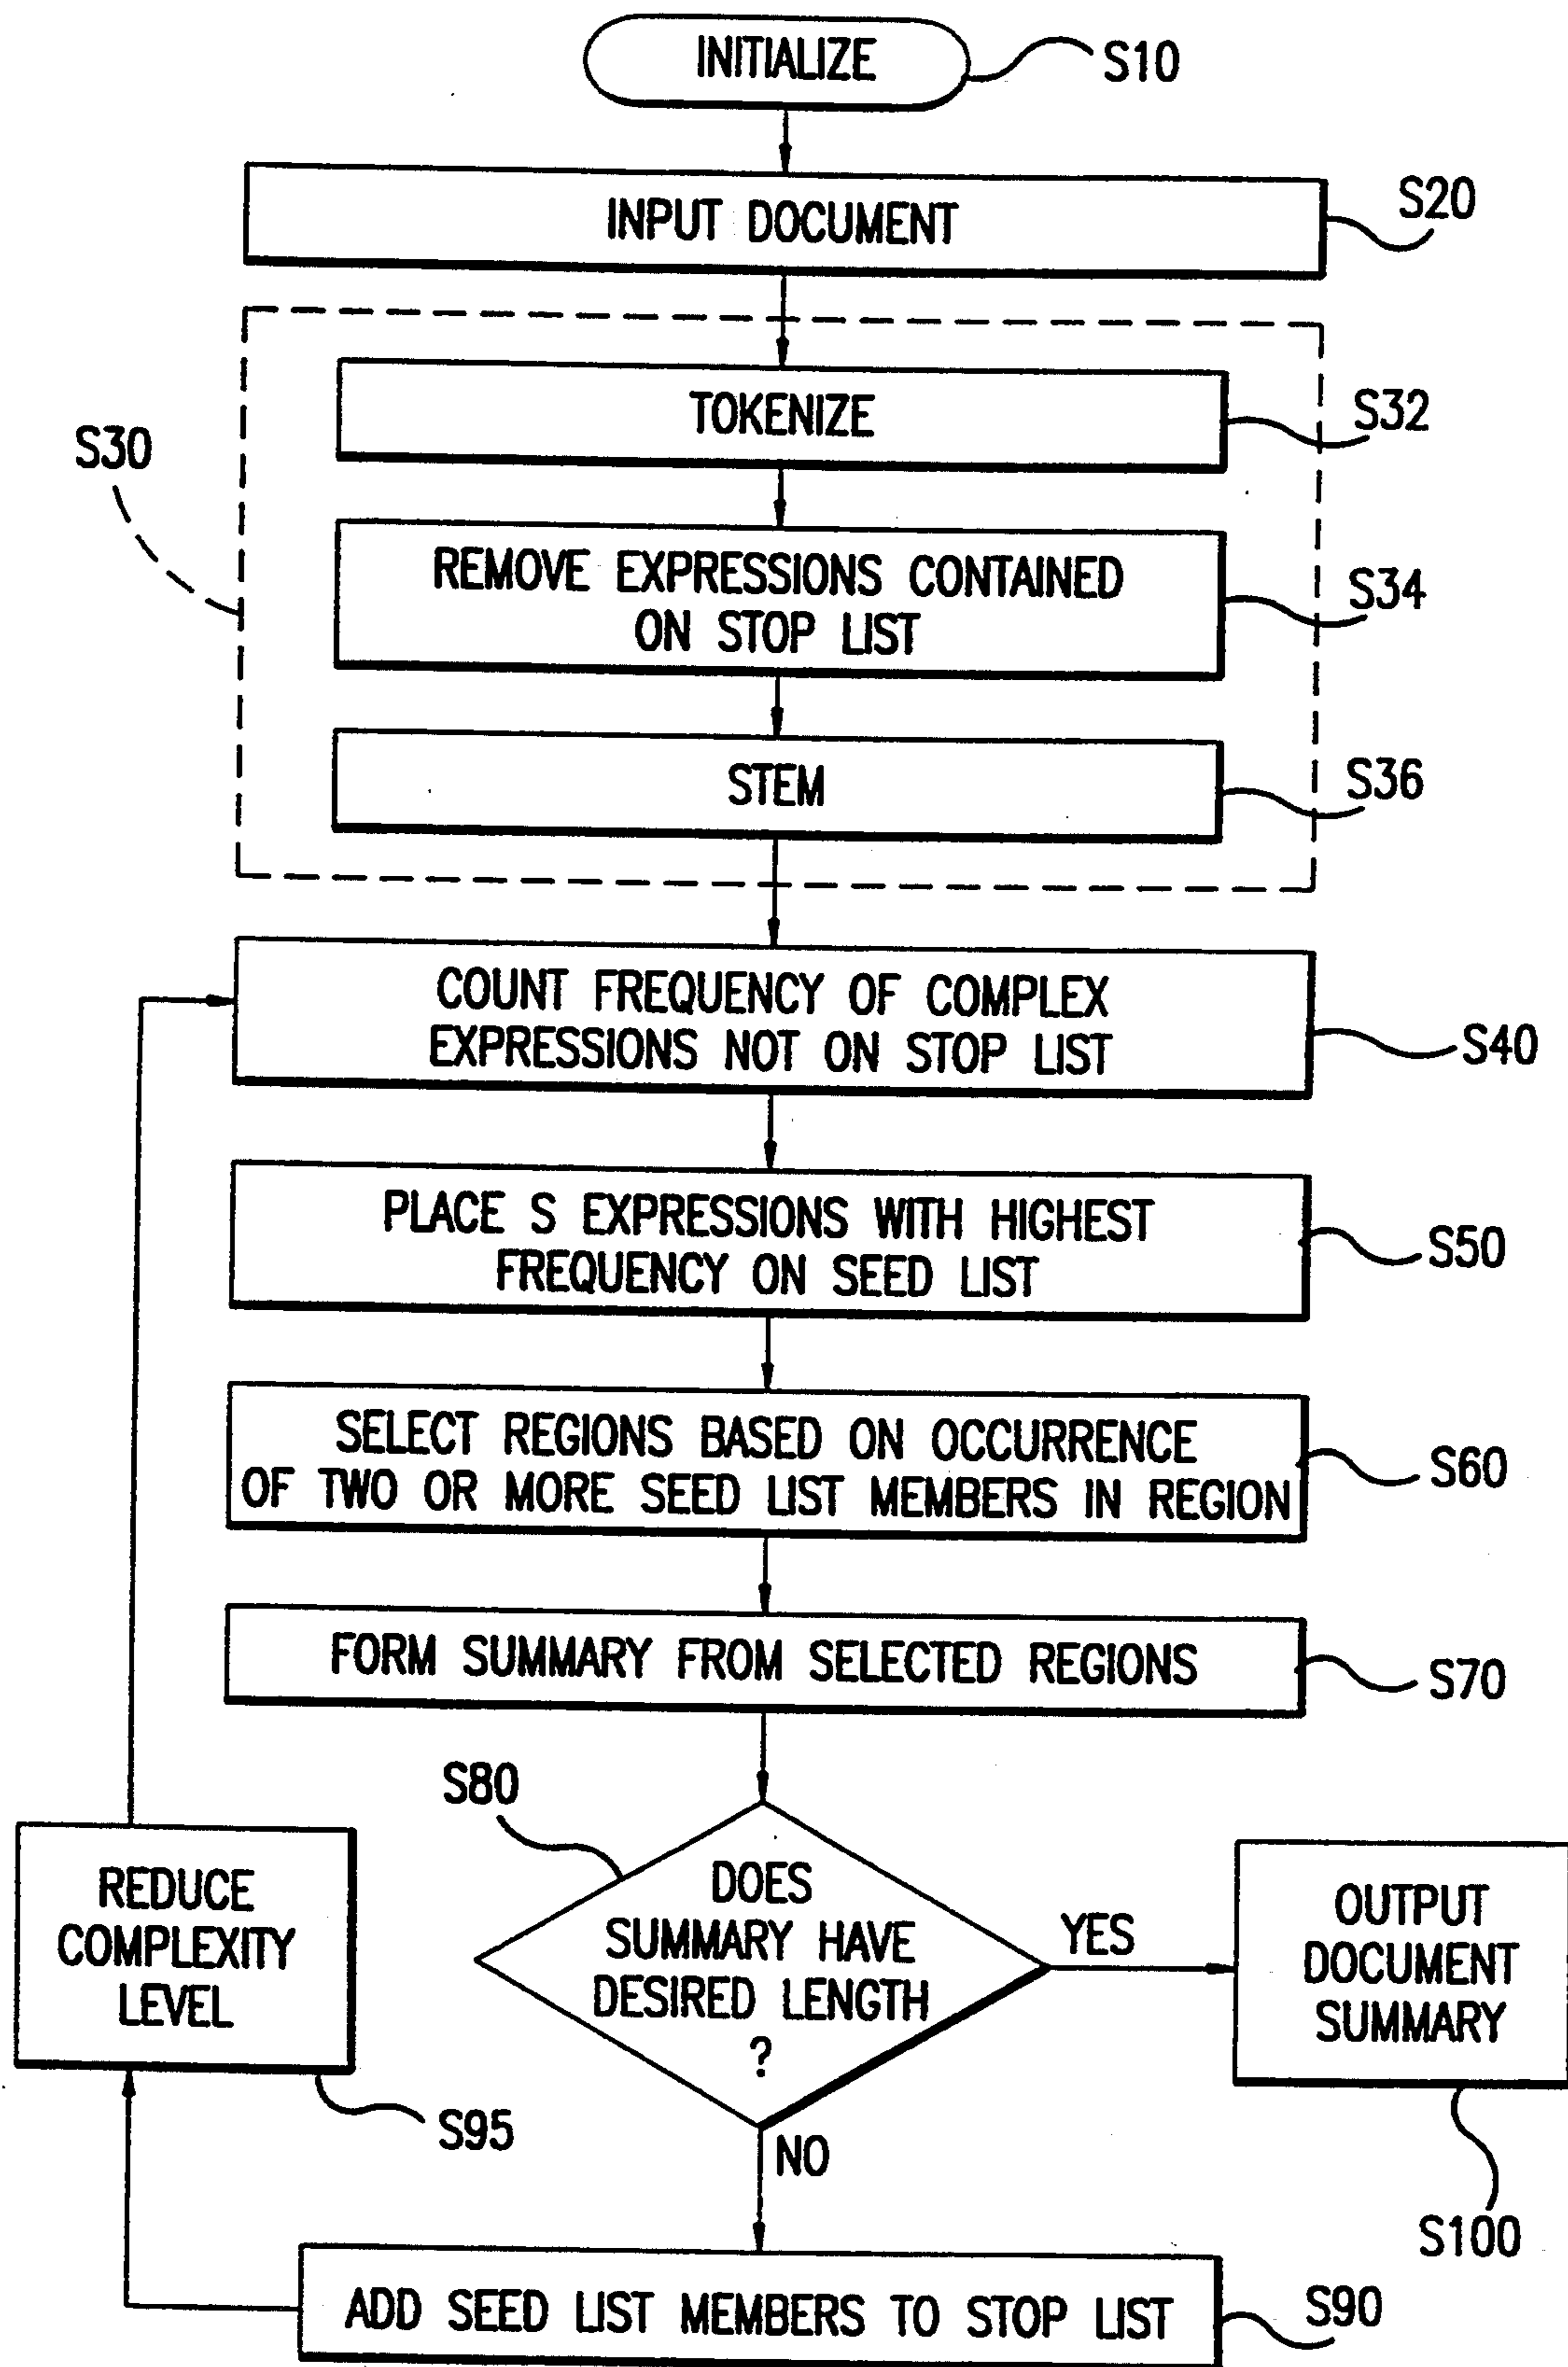 INITIALIZE
S10
INPUT DOCUMENT
S20
TOKENIZE
S32
S30
REMOVE EXPRESSIONS CONTAINED
ON STOP LIST
S34
STEM
S36
COUNT FREQUENCY OF COMPLEX
EXPRESSIONS NOT ON STOP LIST
S40
PLACE S EXPRESSIONS WITH HIGHEST
FREQUENCY ON SEED LIST
S50
SELECT REGIONS BASED ON OCCURRENCE
OF TWO OR MORE SEED LIST MEMBERS IN REGION
S60
FORM SUMMARY FROM SELECTED REGIONS
S70
S80
DOES
SUMMARY HAVE
DESIRED LENGTH
?
YES
OUTPUT
DOCUMENT
SUMMARY
S100
REDUCE
COMPLEXITY
LEVEL
S95
NO
ADD SEED LIST MEMBERS TO STOP LIST
S90